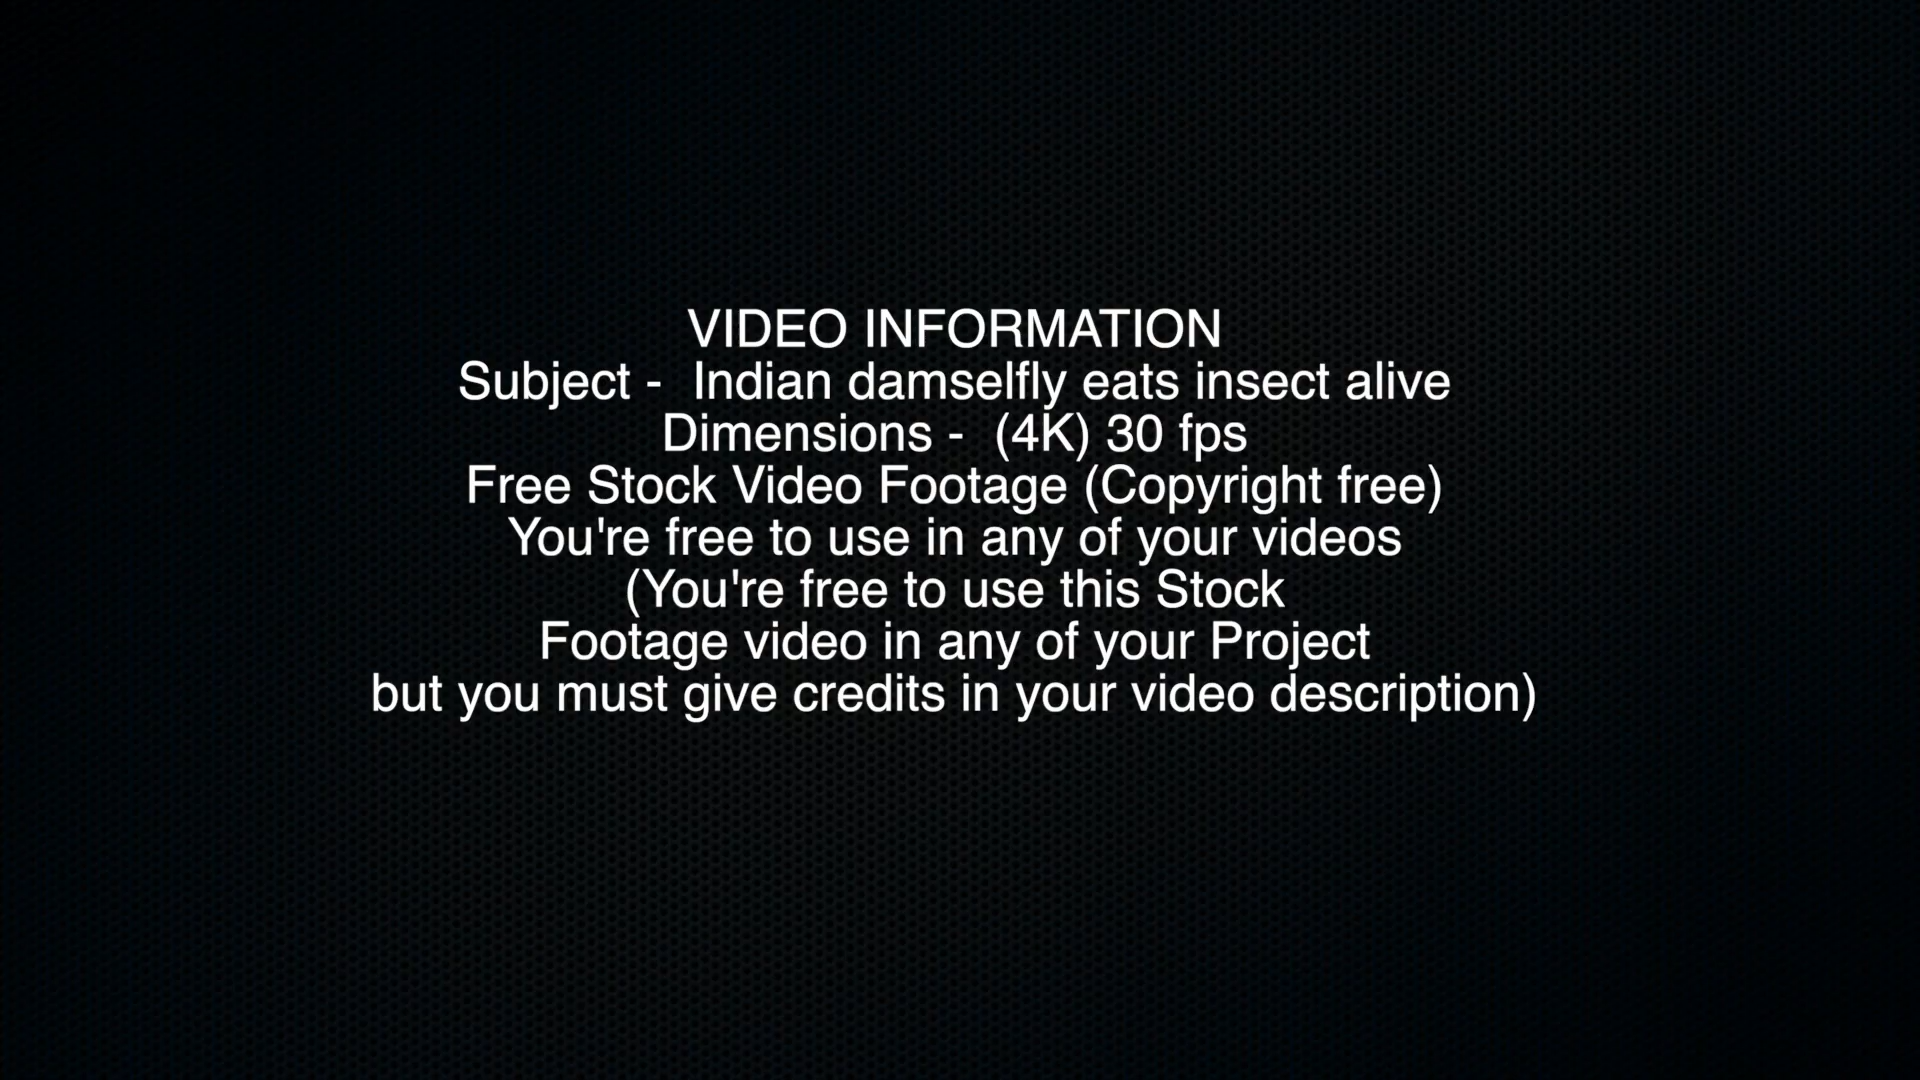 VIDEO INFORMATION
Subject -  Indian damselfly eats insect alive
Dimensions -  (4K) 30 fps
Free Stock Video Footage (Copyright free)
You're free to use in any of your videos
(You're free to use this Stock
Footage video in any of your Project
but you must give credits in your video description)